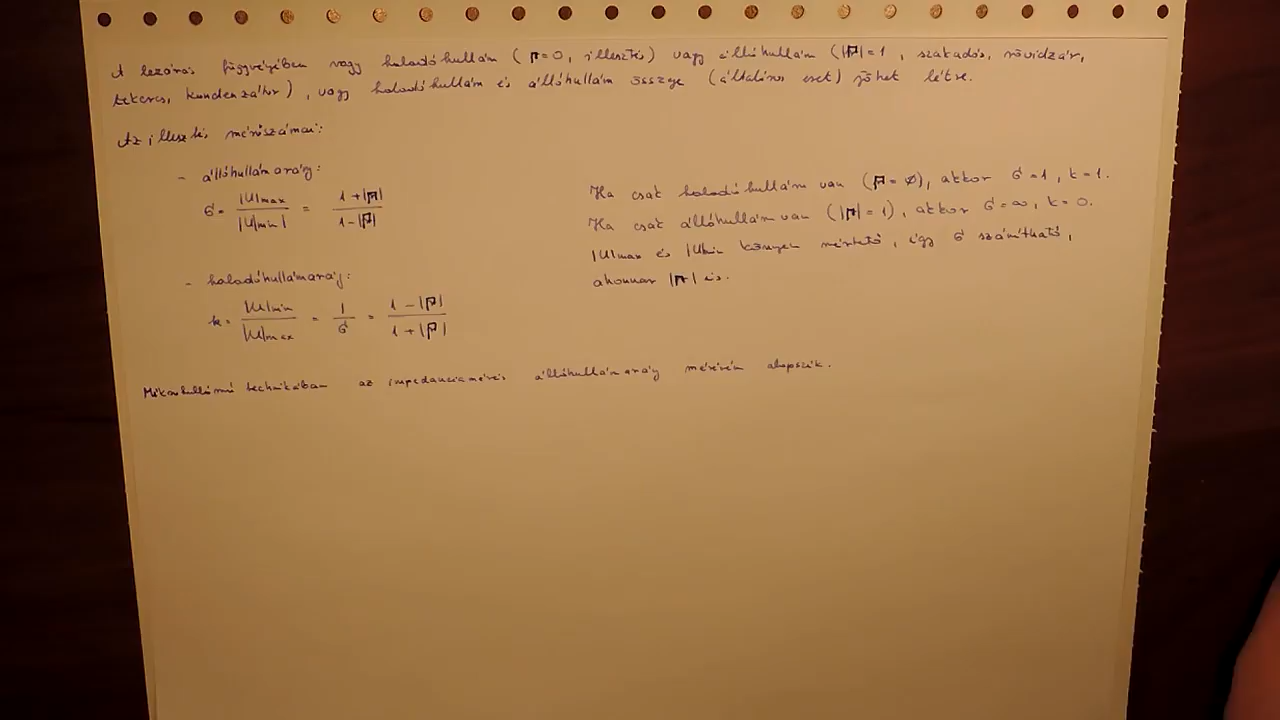 A lezárás függvényében vagy haladóhullám (Γ=0, illesztés) vagy állóhullám (|Γ|=1, szakadás, rövidzár,
tekercs, kondenzátor), vagy haladóhullám és állóhullám összege (általános eset) jöhet létre.
Az illesztés mérőszámai:
- állóhullámarány:
σ = |U|max / |U|min = 1+|Γ| / 1-|Γ|
- haladóhullámarány:
k = |U|min / |U|max = 1/σ = 1-|Γ| / 1+|Γ|
Ha csak haladóhullám van (Γ=∅), akkor σ=1, k=1.
Ha csak állóhullám van (|Γ|=1), akkor σ=∞, k=0.
|U|max és |U|min könnyen mérhető, így σ számítható,
ahonnan |Γ| is.
Mikrohullámú technikában az impedanciamérés állóhullámarány mérésén alapszik.